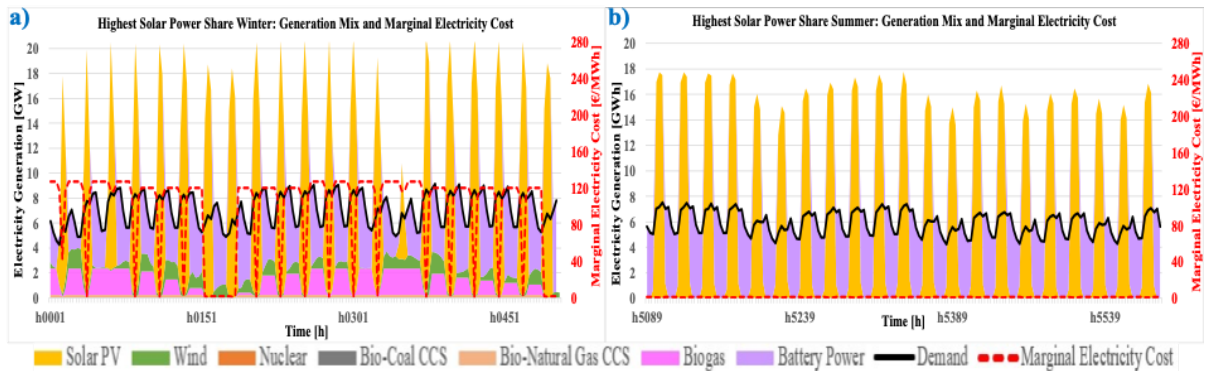 a)
Highest Solar Power Share Winter: Generation Mix and Marginal Electricity Cost
Electricity Generation [GW]
20
18
16
14
12
10
8
6
4
2
0
280
240
200
160
120
80
40
0
Marginal Electricity Cost [€/MWh]
h0001
h0151
h0301
h0451
Time [h]
b)
Highest Solar Power Share Summer: Generation Mix and Marginal Electricity Cost
Electricity Generation [GWh]
20
18
16
14
12
10
8
6
4
2
0
280
240
200
160
120
80
40
0
Marginal Electricity Cost [€/MWh]
h5089
h5239
h5389
h5539
Time [h]
Solar PV Wind Nuclear Bio-Coal CCS Bio-Natural Gas CCS Biogas Battery Power Demand Marginal Electricity Cost